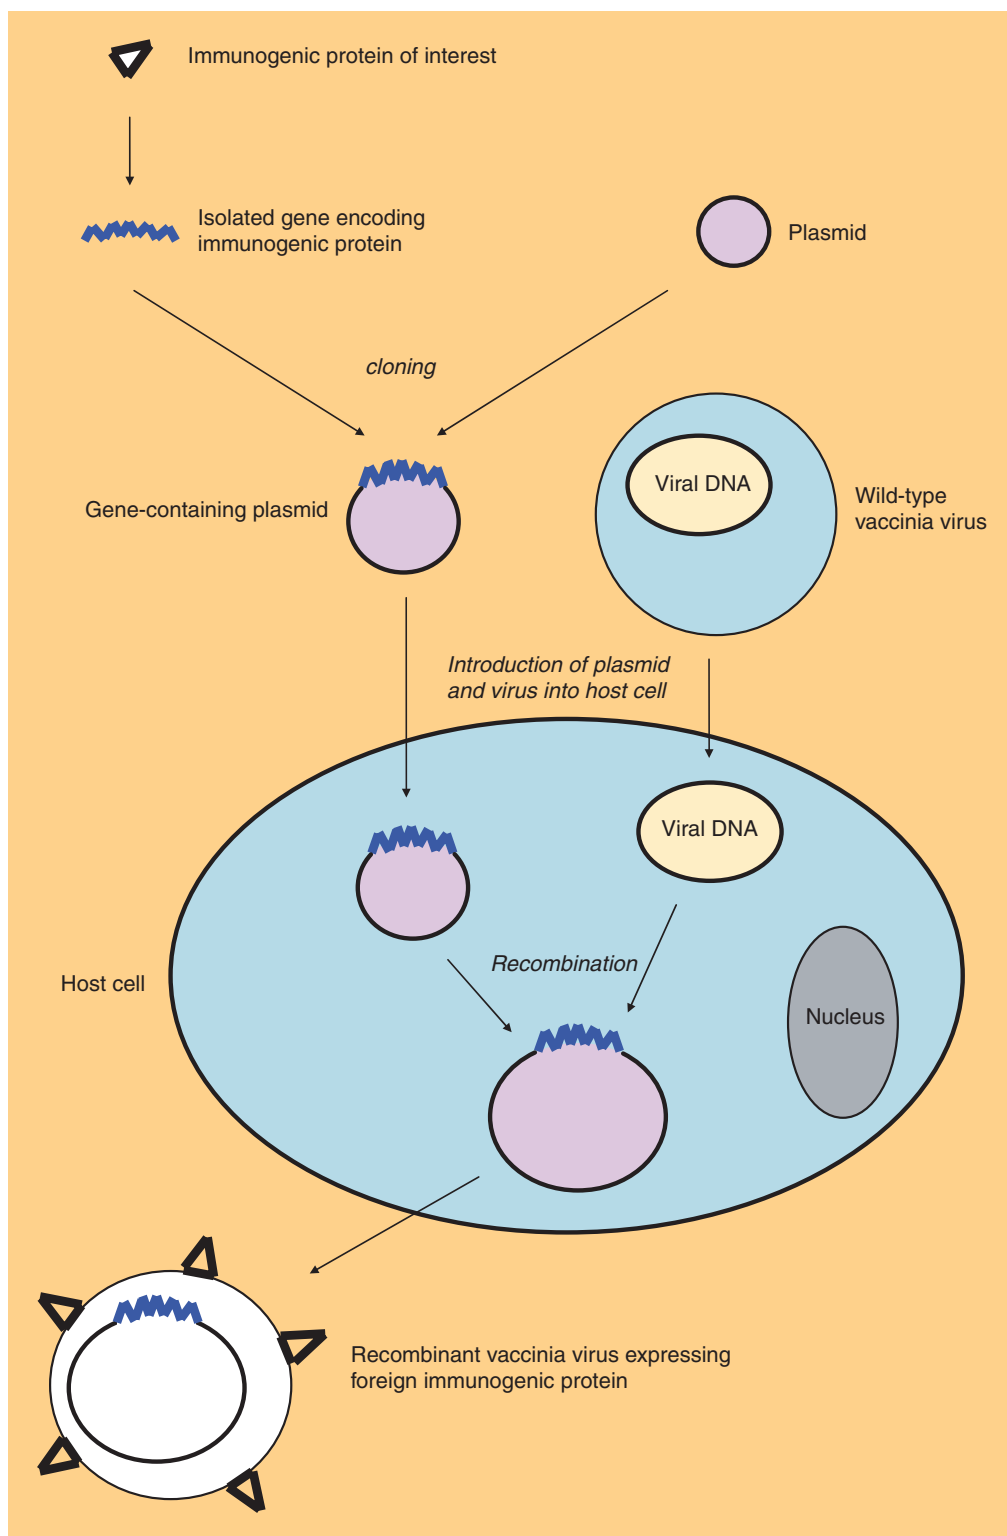 Immunogenic protein of interest
Isolated gene encoding
immunogenic protein
Plasmid
cloning
Viral DNA
Wild-type
vaccinia virus
Gene-containing plasmid
Introduction of plasmid
and virus into host cell
Viral DNA
Recombination
Host cell
Nucleus
Recombinant vaccinia virus expressing
foreign immunogenic protein